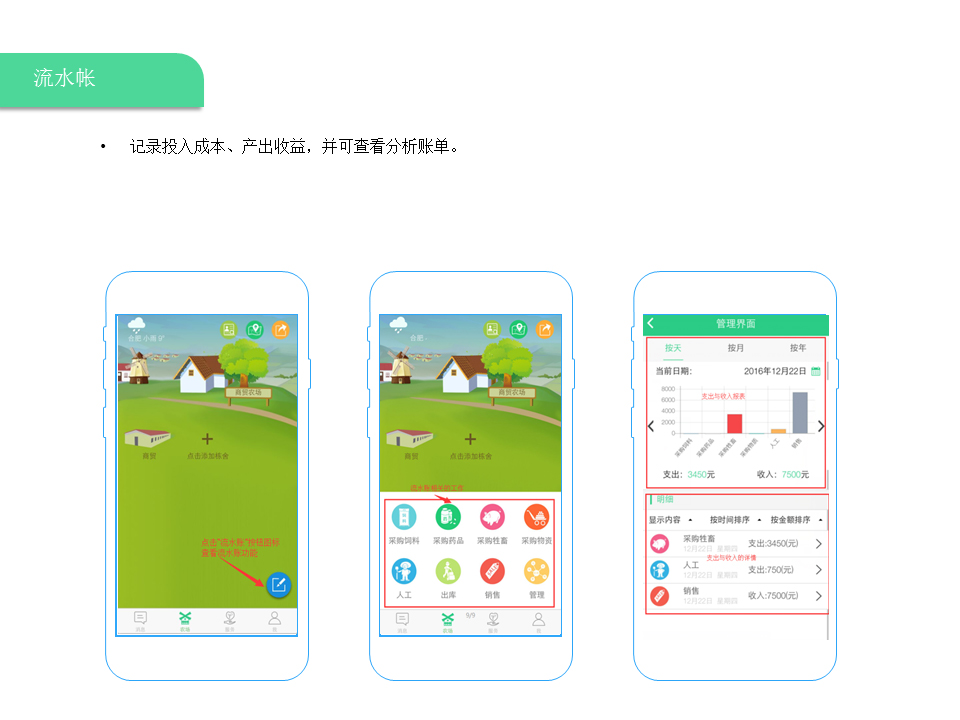 流水帐
• 记录投入成本、产出收益，并可查看分析账单。
合肥 小雨 5°
商贸农场
商贸
点击添加栋舍
点击"流水账"按钮图标
查看流水账功能
消息
农场
服务
我
合肥
商贸农场
商贸
点击添加栋舍
流水账相关的工作
采购饲料 采购药品 采购牲畜 采购物资
人工 出库 销售 管理
9/9
消息
农场
服务
我
管理界面
按天 按月 按年
当前日期： 2016年12月22日
支出与收入报表
8000
6000
4000
2000
0
采购饲料 采购药品 采购牲畜 采购物资 人工 销售
支出：3450元 收入：7500元
明细
显示内容 按时间排序 按金额排序
采购牲畜
12月22日 星期四
支出:3450(元)
支出与收入的详情
人工
12月22日 星期四
支出:750(元)
销售
12月22日 星期四
收入:7500(元)